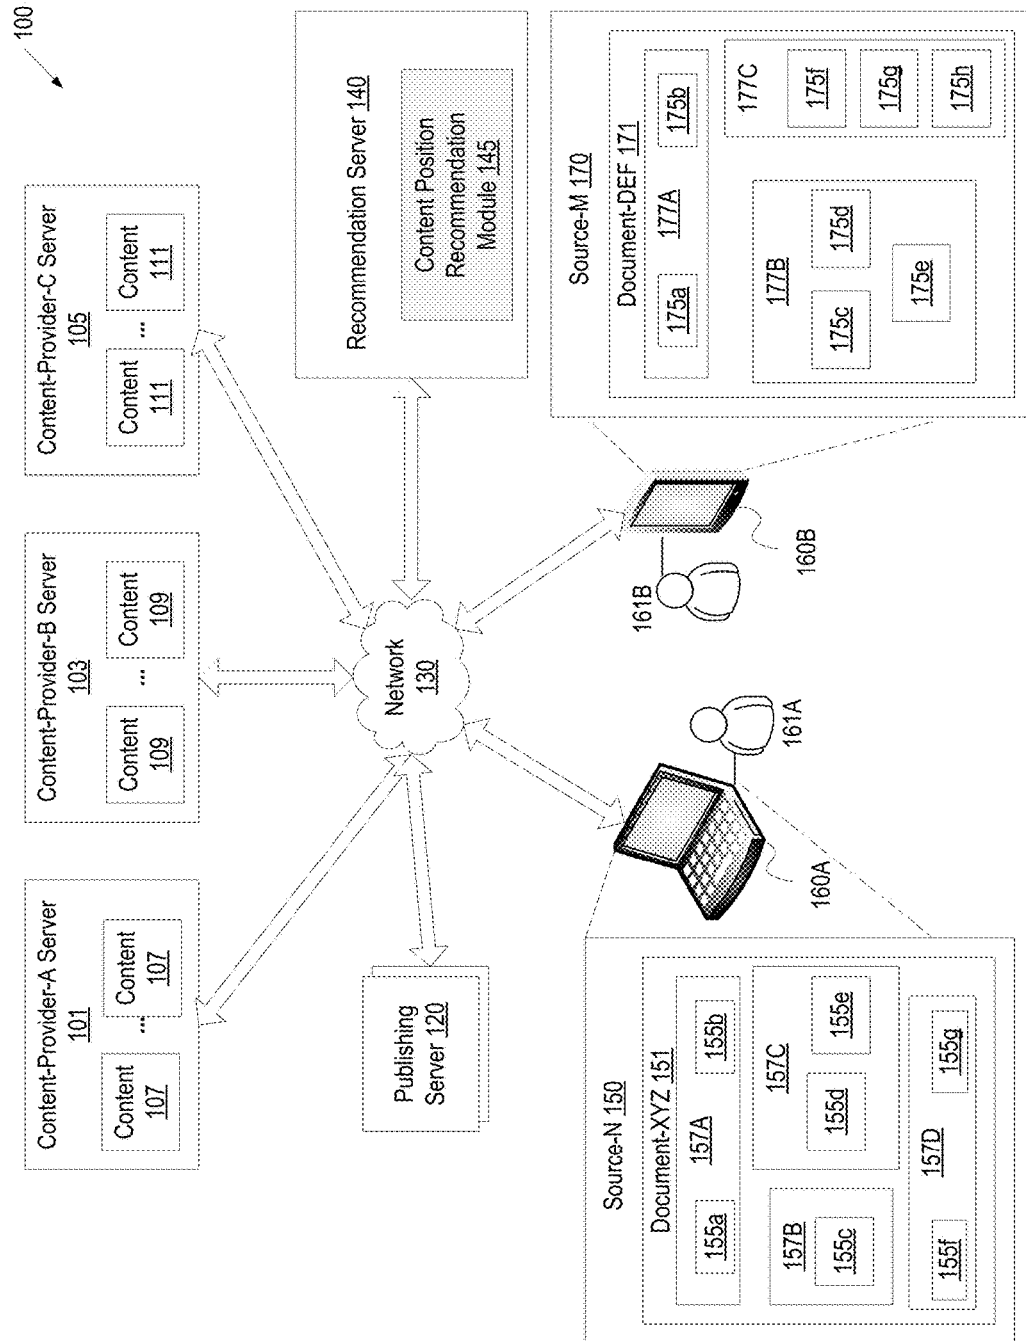 100
Content-Provider-A Server
101
Content
107
...
Content
107
Content-Provider-B Server
103
Content
109
...
Content
109
Content-Provider-C Server
105
Content
111
...
Content
111
Publishing
Server 120
Network
130
Recommendation Server 140
Content Position
Recommendation
Module 145
Source-N 150
Document-XYZ 151
155a
157A
155b
157B
155c
157C
155d
155e
155f
157D
155g
160A
161A
161B
160B
Source-M 170
Document-DEF 171
175a
177A
175b
177B
175c
175d
175e
177C
175f
175g
175h